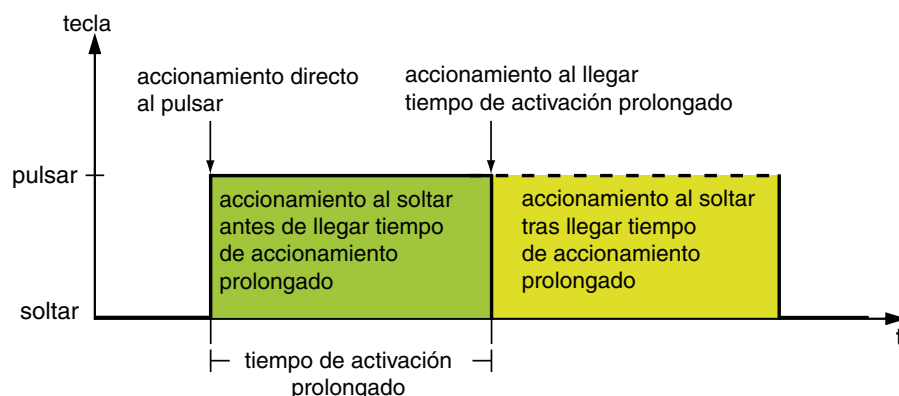 tecla
accionamiento directo
al pulsar
accionamiento al llegar
tiempo de activación prolongado
pulsar
accionamiento al soltar
antes de llegar tiempo
de accionamiento
prolongado
accionamiento al soltar
tras llegar tiempo
de accionamiento
prolongado
soltar
t
tiempo de activación
prolongado